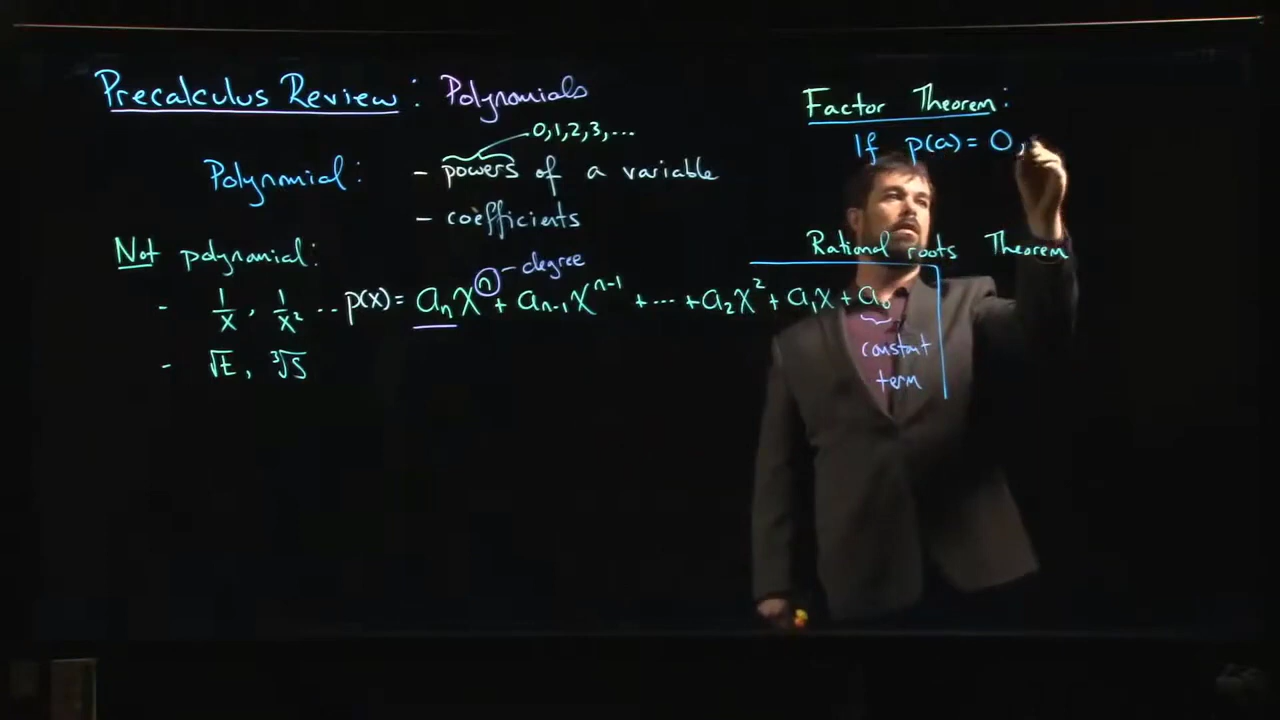 Precalculus Review: Polynomials
0,1,2,3,...
Polynomial: - powers of a variable
- coefficients
Not polynomial:
- 1/x, 1/x² ...
- √t, ³√s
p(x) = aₙxⁿ + aₙ₋₁xⁿ⁻¹ + ... + a₂x² + a₁x + a₀
- degree
constant
term
Factor Theorem:
If p(a) = 0,
Rational roots Theorem